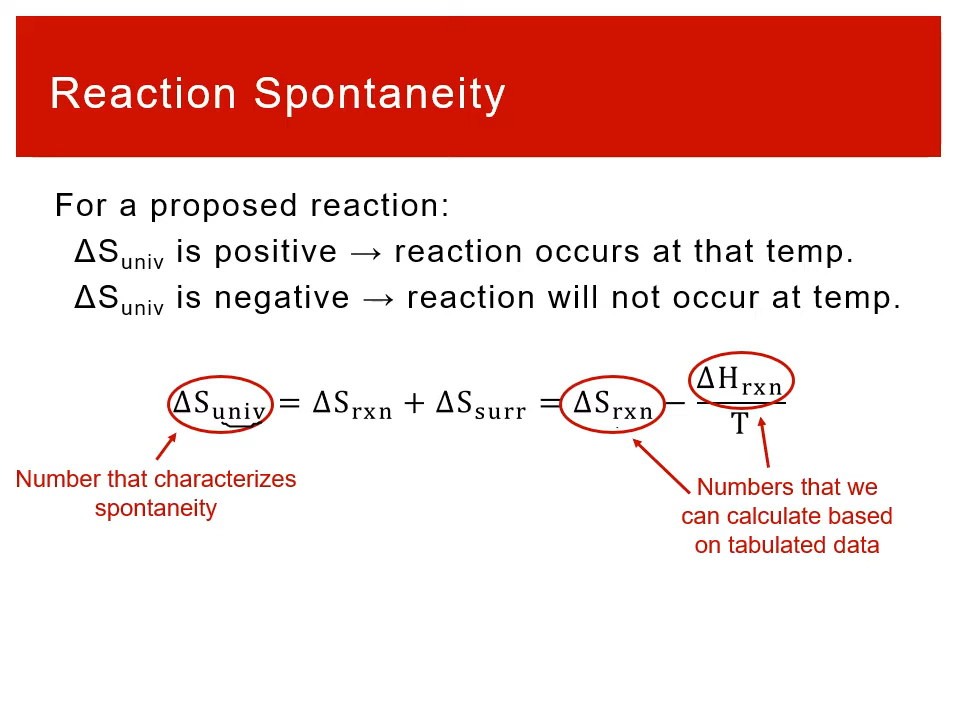 Reaction Spontaneity
For a proposed reaction:
ΔS_univ is positive → reaction occurs at that temp.
ΔS_univ is negative → reaction will not occur at temp.
ΔS_univ = ΔS_rxn + ΔS_surr = ΔS_rxn − ΔH_rxn / T
Number that characterizes
spontaneity
Numbers that we
can calculate based
on tabulated data